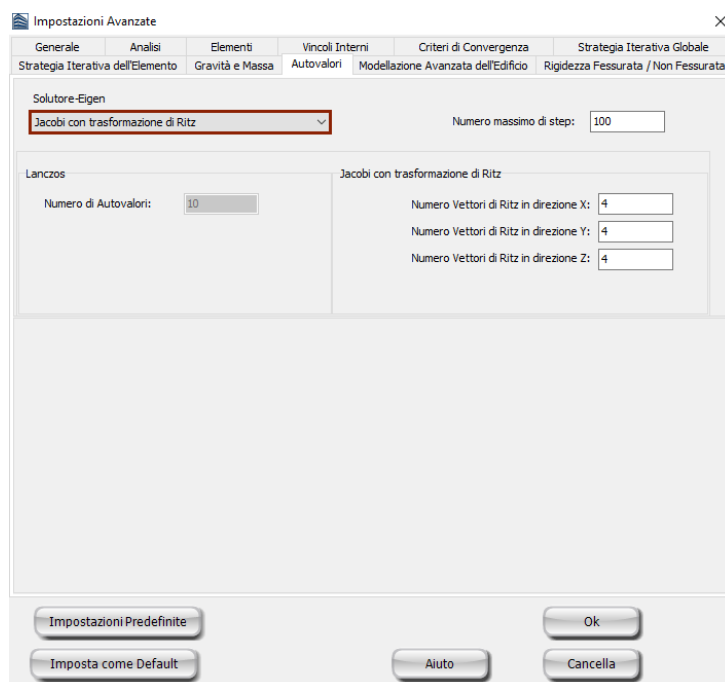 Impostazioni Avanzate
Generale Analisi Elementi Vincoli Interni Criteri di Convergenza Strategia Iterativa Globale
Strategia Iterativa dell'Elemento Gravità e Massa Autovalori Modellazione Avanzata dell'Edificio Rigidezza Fessurata / Non Fessurata
Solutore-Eigen
Jacobi con trasformazione di Ritz Numero massimo di step: 100
Lanczos Jacobi con trasformazione di Ritz
Numero di Autovalori: 10 Numero Vettori di Ritz in direzione X: 4
Numero Vettori di Ritz in direzione Y: 4
Numero Vettori di Ritz in direzione Z: 4
Impostazioni Predefinite Ok
Imposta come Default Aiuto Cancella